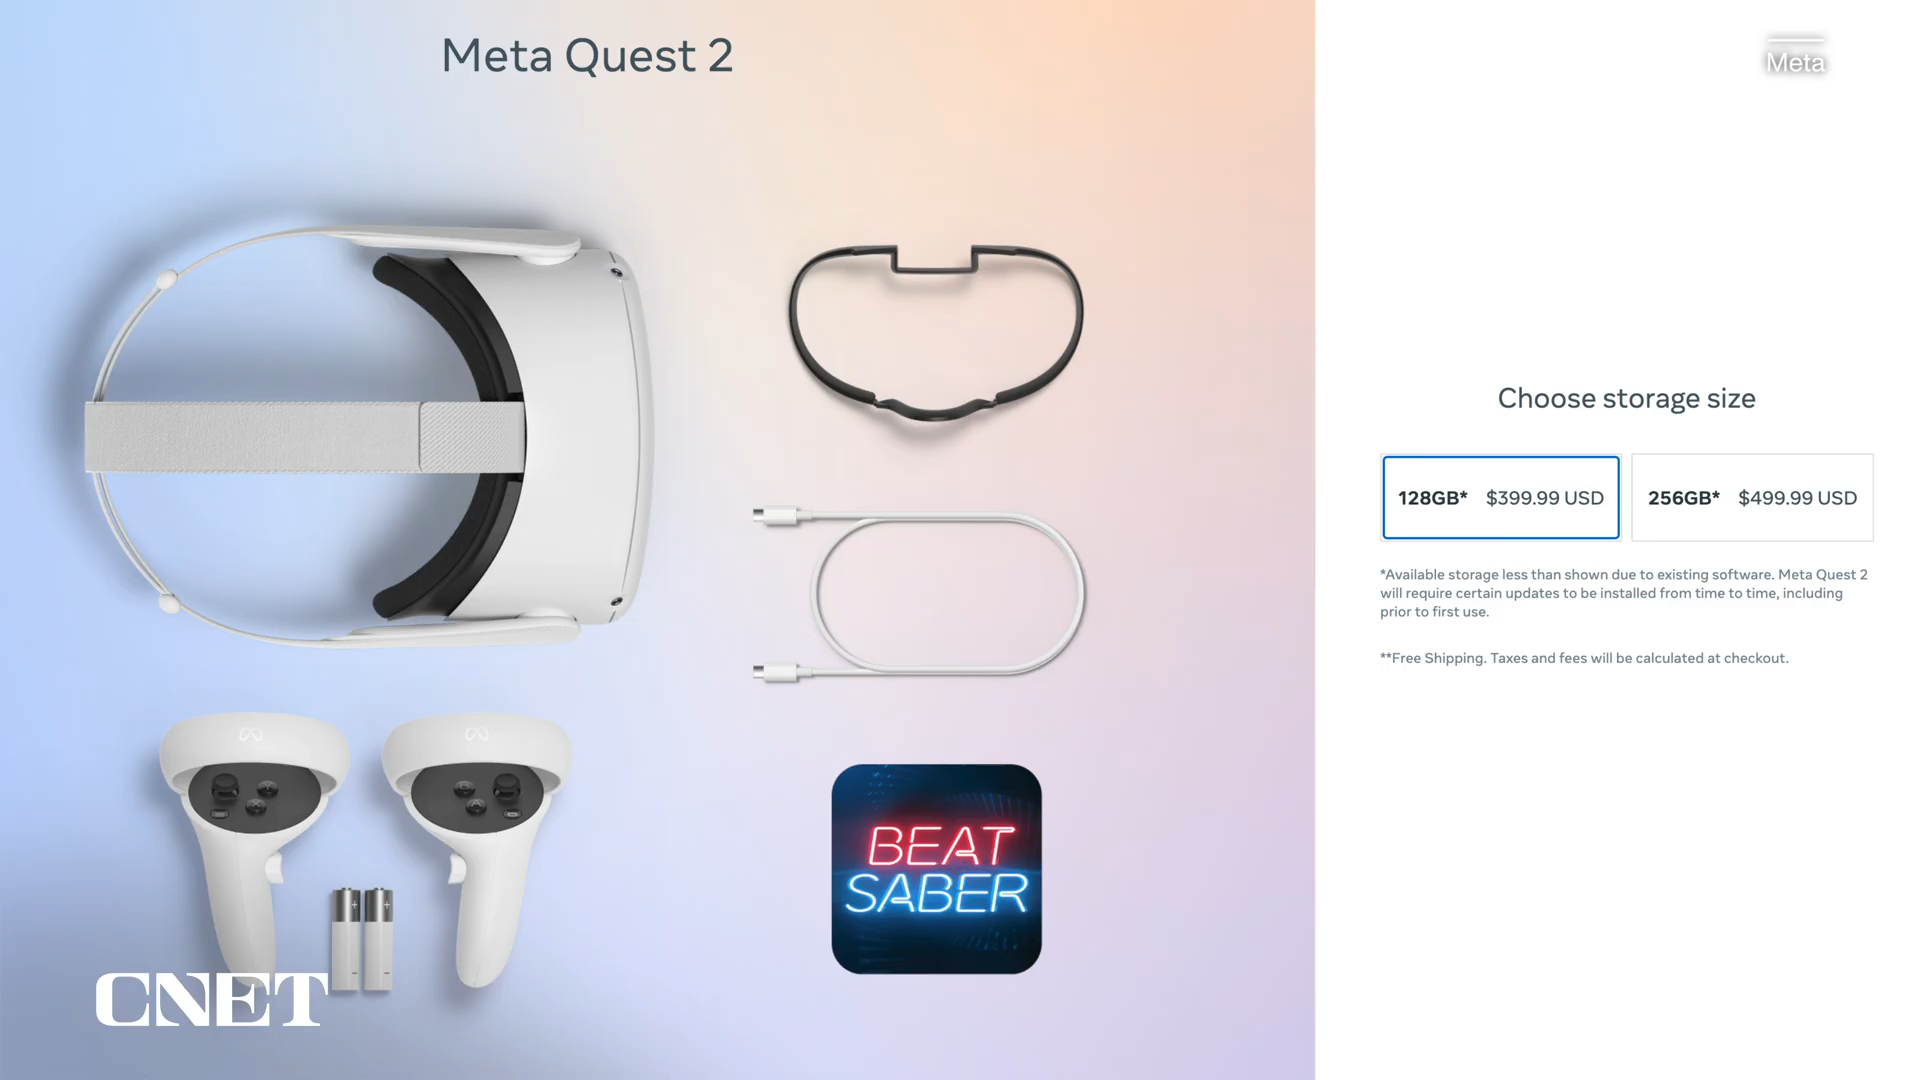 Meta Quest 2
Meta
Choose storage size
128GB* $399.99 USD
256GB* $499.99 USD
*Available storage less than shown due to existing software. Meta Quest 2
will require certain updates to be installed from time to time, including
prior to first use.
**Free Shipping. Taxes and fees will be calculated at checkout.
BEAT
SABER
CNET